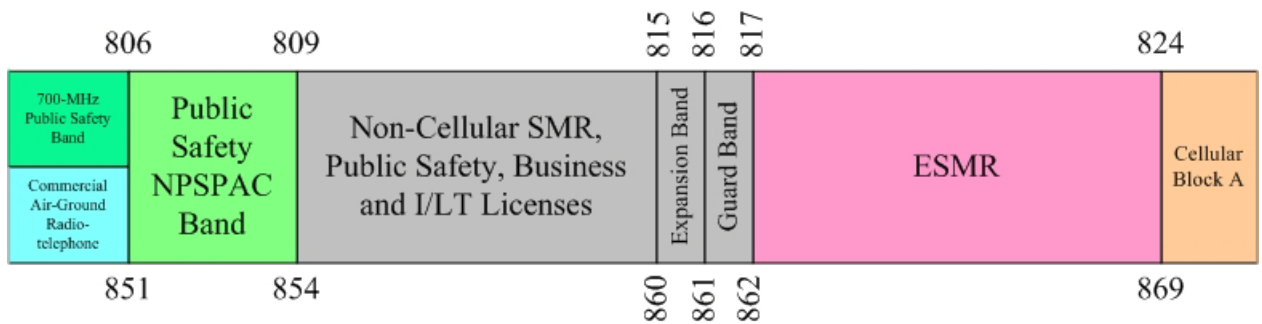 806
809
815
816
817
824
700-MHz
Public Safety
Band
Commercial
Air-Ground
Radio-
telephone
Public
Safety
NPSPAC
Band
Non-Cellular SMR,
Public Safety, Business
and I/LT Licenses
Expansion Band
Guard Band
ESMR
Cellular
Block A
851
854
860
861
862
869